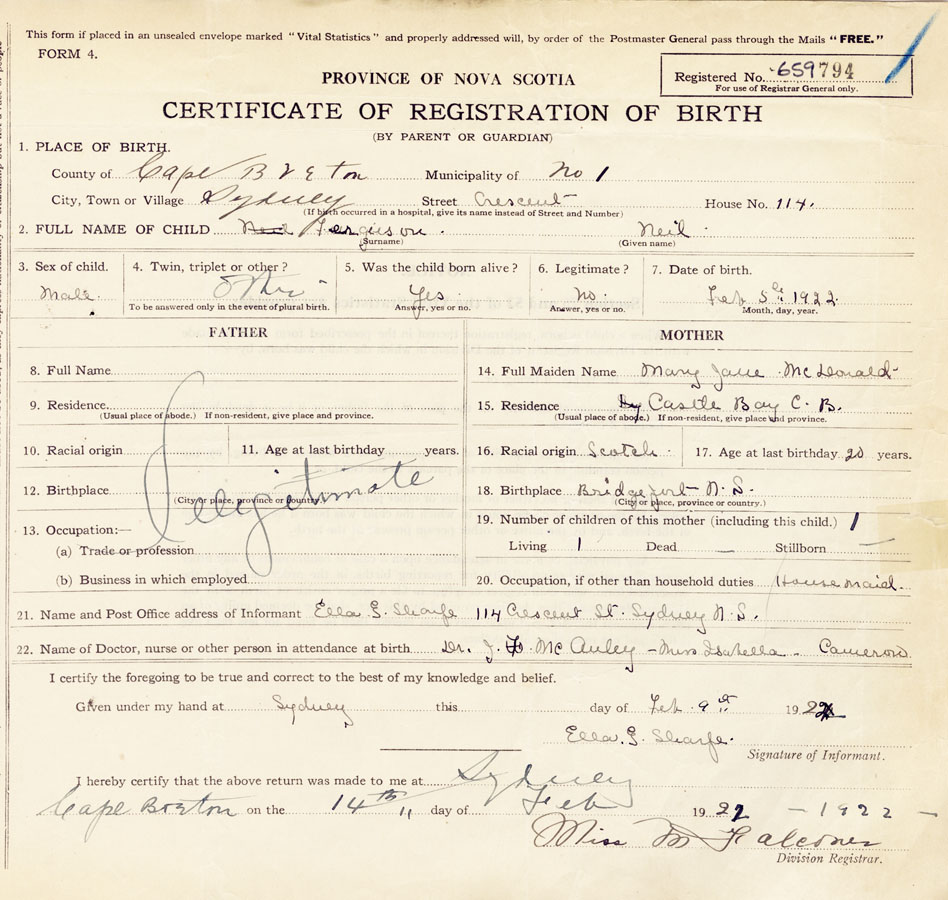 This form if placed in an unsealed envelope marked "Vital Statistics" and properly addressed will, by order of the Postmaster General pass through the Mails "FREE."
FORM 4.
Registered No. 659794
For use of Registrar General only.
PROVINCE OF NOVA SCOTIA
CERTIFICATE OF REGISTRATION OF BIRTH
(BY PARENT OR GUARDIAN)
1. PLACE OF BIRTH.
County of Cape Breton Municipality of No 1
City, Town or Village Sydney Street Crescent House No. 114.
(If birth occurred in a hospital, give its name instead of Street and Number)
2. FULL NAME OF CHILD Ferguson. Neil.
(Surname) (Given name)
3. Sex of child. 4. Twin, triplet or other? 5. Was the child born alive? 6. Legitimate? 7. Date of birth.
Male. other Yes no. Feb 5th 1922.
To be answered only in the event of plural birth. Answer, yes or no. Answer, yes or no. Month, day, year.
FATHER
8. Full Name
9. Residence
(Usual place of abode.) If non-resident, give place and province.
10. Racial origin 11. Age at last birthday years.
12. Birthplace
(City or place, province or country.)
Illegitimate
13. Occupation:—
(a) Trade or profession
(b) Business in which employed
MOTHER
14. Full Maiden Name Mary Jane McDonald
15. Residence Castle Bay C. B.
(Usual place of abode.) If non-resident, give place and province.
16. Racial origin Scotch. 17. Age at last birthday 20 years.
18. Birthplace Bridgeport N. S.
(City or place, province or country.)
19. Number of children of this mother (including this child.) 1
Living 1 Dead — Stillborn —
20. Occupation, if other than household duties Housemaid.
21. Name and Post Office address of Informant Ella G. Sharfe 114 Crescent St. Sydney N. S.
22. Name of Doctor, nurse or other person in attendance at birth Dr. J. McAuley – Miss Isabella Cameron
I certify the foregoing to be true and correct to the best of my knowledge and belief.
Given under my hand at Sydney this day of Feb. 9th 1922
Ella. G. Sharfe.
Signature of Informant.
I hereby certify that the above return was made to me at Sydney
Cape Breton on the 14th day of Feb 1922 – 1922 –
Miss M Falconer
Division Registrar.